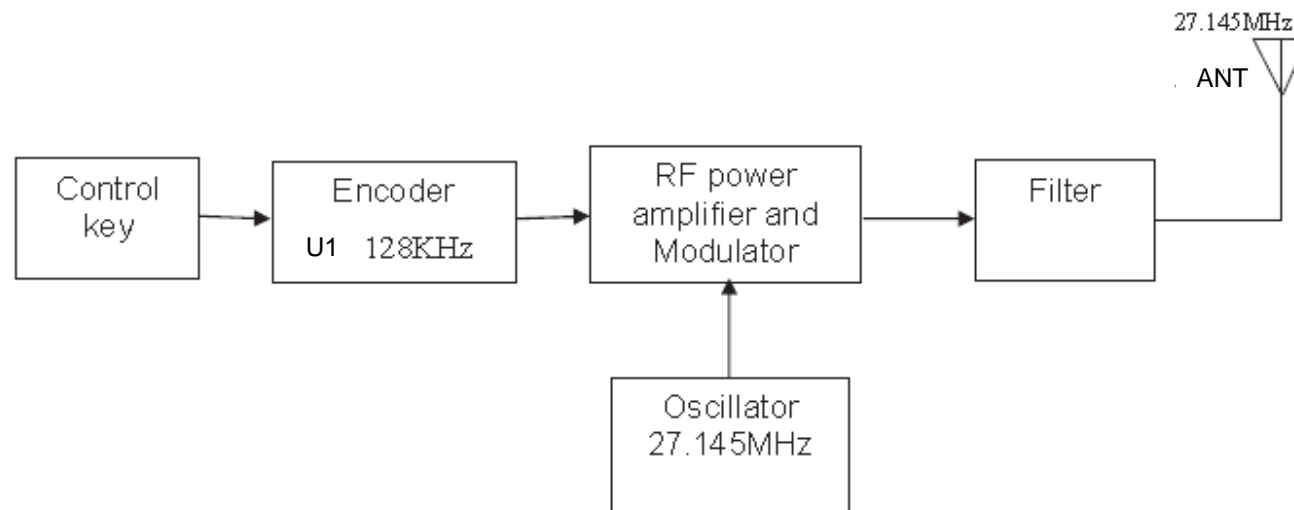 27.145MHz
. ANT
Control
key
Encoder
U1 128KHz
RF power
amplifier and
Modulator
Filter
Oscillator
27.145MHz